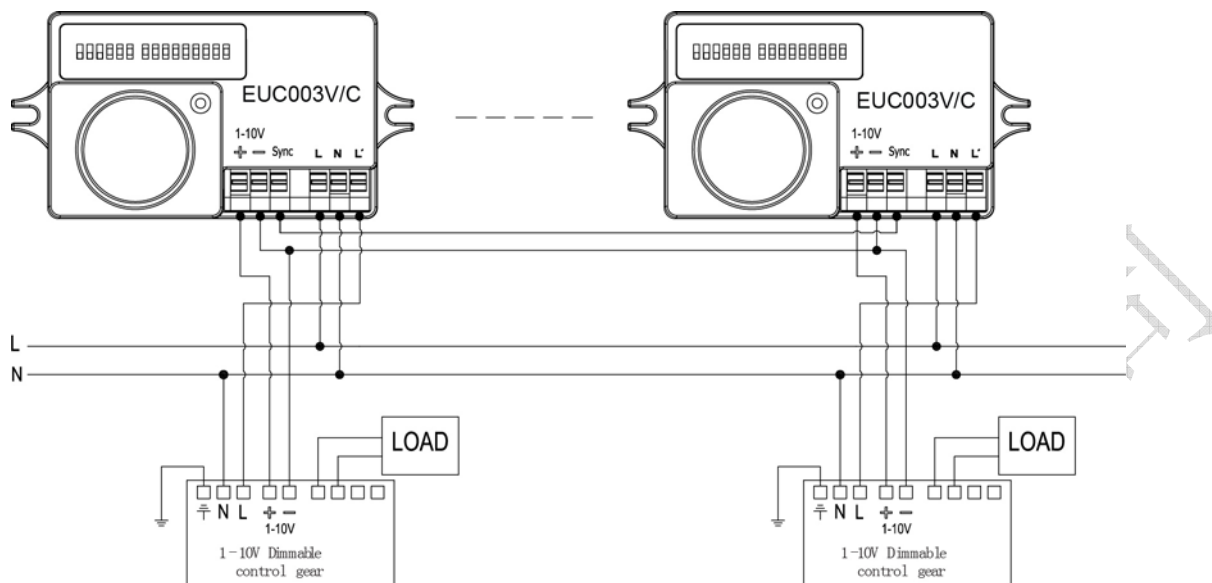 EUC003V/C
1-10V
+ − Sync L N L'
EUC003V/C
1-10V
+ − Sync L N L'
L
N
LOAD
N L + −
1-10V
1-10V Dimmable
control gear
LOAD
N L + −
1-10V
1-10V Dimmable
control gear